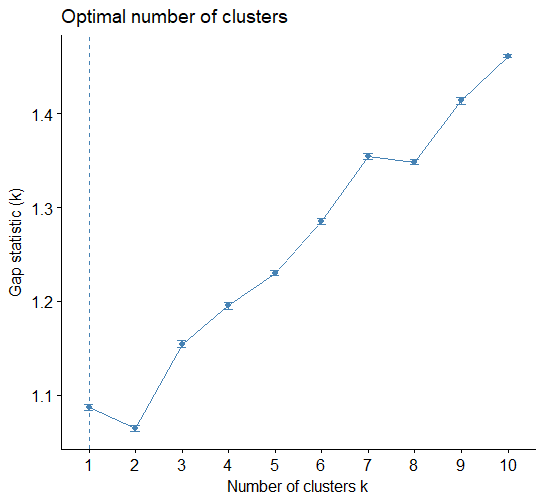 Optimal number of clusters
Gap statistic (k)
1.4
1.3
1.2
1.1
1 2 3 4 5 6 7 8 9 10
Number of clusters k